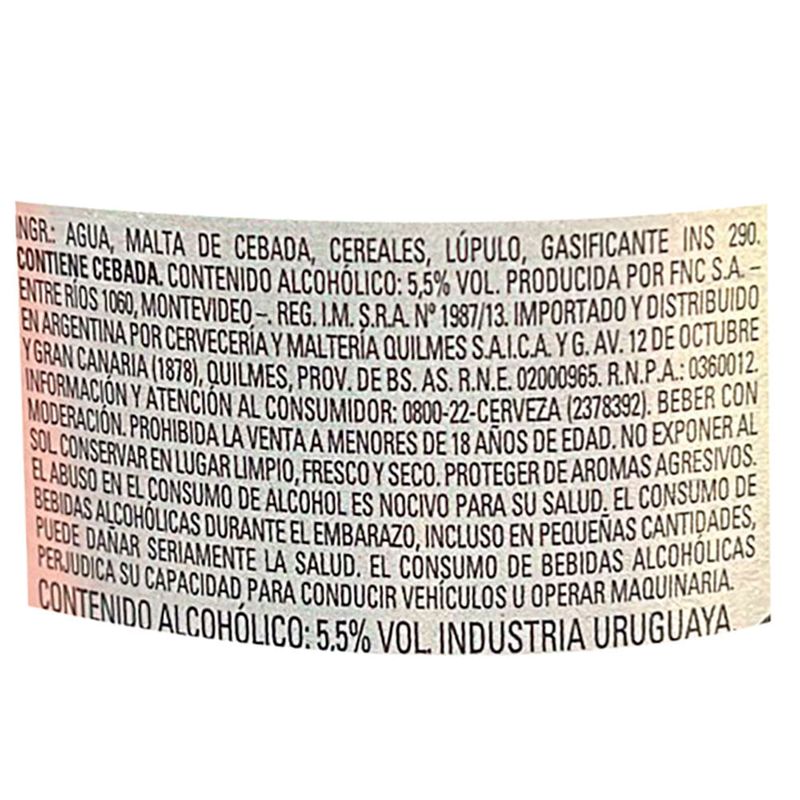 INGR.: AGUA, MALTA DE CEBADA, CEREALES, LÚPULO, GASIFICANTE INS 290.
CONTIENE CEBADA. CONTENIDO ALCOHÓLICO: 5,5% VOL. PRODUCIDA POR FNC S.A. –
ENTRE RÍOS 1060, MONTEVIDEO –. REG. I.M. S.R.A. Nº 1987/13. IMPORTADO Y DISTRIBUIDO
EN ARGENTINA POR CERVECERÍA Y MALTERÍA QUILMES S.A.I.C.A. Y G. AV. 12 DE OCTUBRE
Y GRAN CANARIA (1878), QUILMES, PROV. DE BS. AS. R.N.E. 02000965. R.N.P.A.: 0360012.
INFORMACIÓN Y ATENCIÓN AL CONSUMIDOR: 0800-22-CERVEZA (2378392). BEBER CON
MODERACIÓN. PROHIBIDA LA VENTA A MENORES DE 18 AÑOS DE EDAD. NO EXPONER AL
SOL CONSERVAR EN LUGAR LIMPIO, FRESCO Y SECO. PROTEGER DE AROMAS AGRESIVOS.
EL ABUSO EN EL CONSUMO DE ALCOHOL ES NOCIVO PARA SU SALUD. EL CONSUMO DE
BEBIDAS ALCOHÓLICAS DURANTE EL EMBARAZO, INCLUSO EN PEQUEÑAS CANTIDADES,
PUEDE DAÑAR SERIAMENTE LA SALUD. EL CONSUMO DE BEBIDAS ALCOHÓLICAS
PERJUDICA SU CAPACIDAD PARA CONDUCIR VEHÍCULOS U OPERAR MAQUINARIA.
CONTENIDO ALCOHÓLICO: 5,5% VOL. INDUSTRIA URUGUAYA